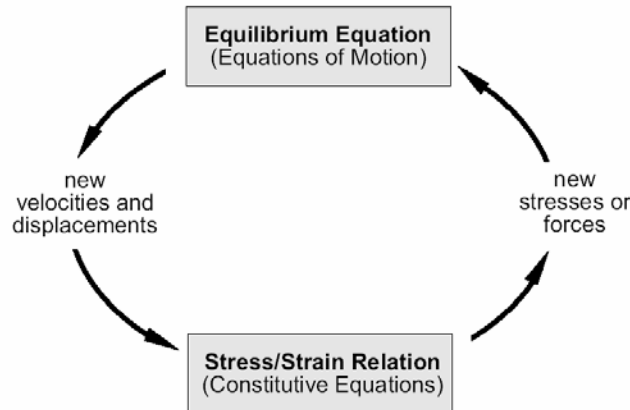 Equilibrium Equation
(Equations of Motion)
new
velocities and
displacements
new
stresses or
forces
Stress/Strain Relation
(Constitutive Equations)